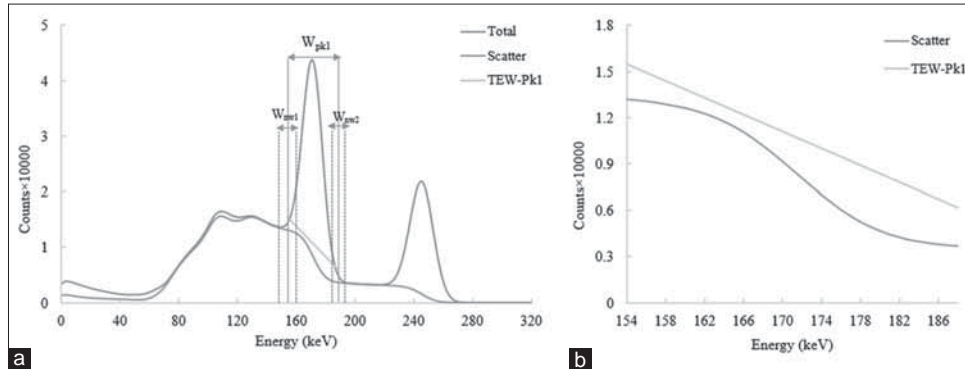 5
4
3
2
1
0
Counts×10000
0 40 80 120 160 200 240 280 320
Energy (keV)
W_pk1
W_nw1
W_nw2
Total
Scatter
TEW-Pk1
a
1.8
1.5
1.2
0.9
0.6
0.3
0
Counts×10000
154 158 162 166 170 174 178 182 186
Energy (keV)
Scatter
TEW-Pk1
b